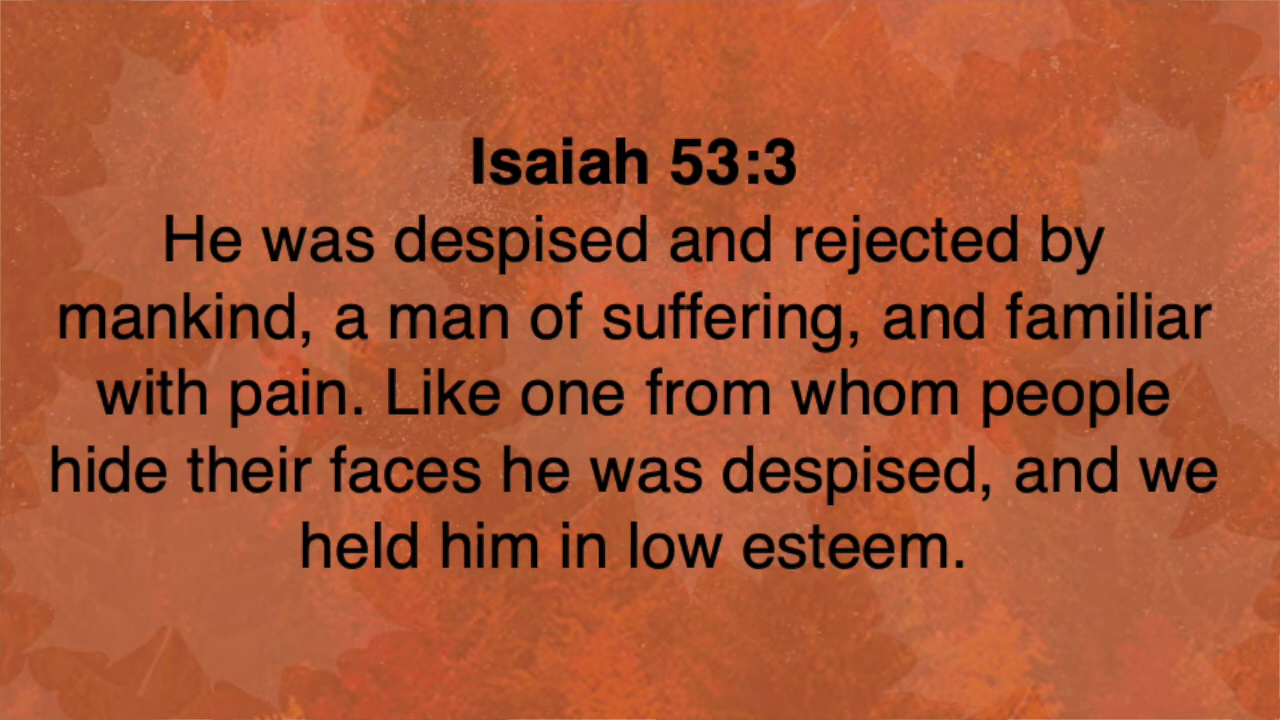 Isaiah 53:3
He was despised and rejected by
mankind, a man of suffering, and familiar
with pain. Like one from whom people
hide their faces he was despised, and we
held him in low esteem.